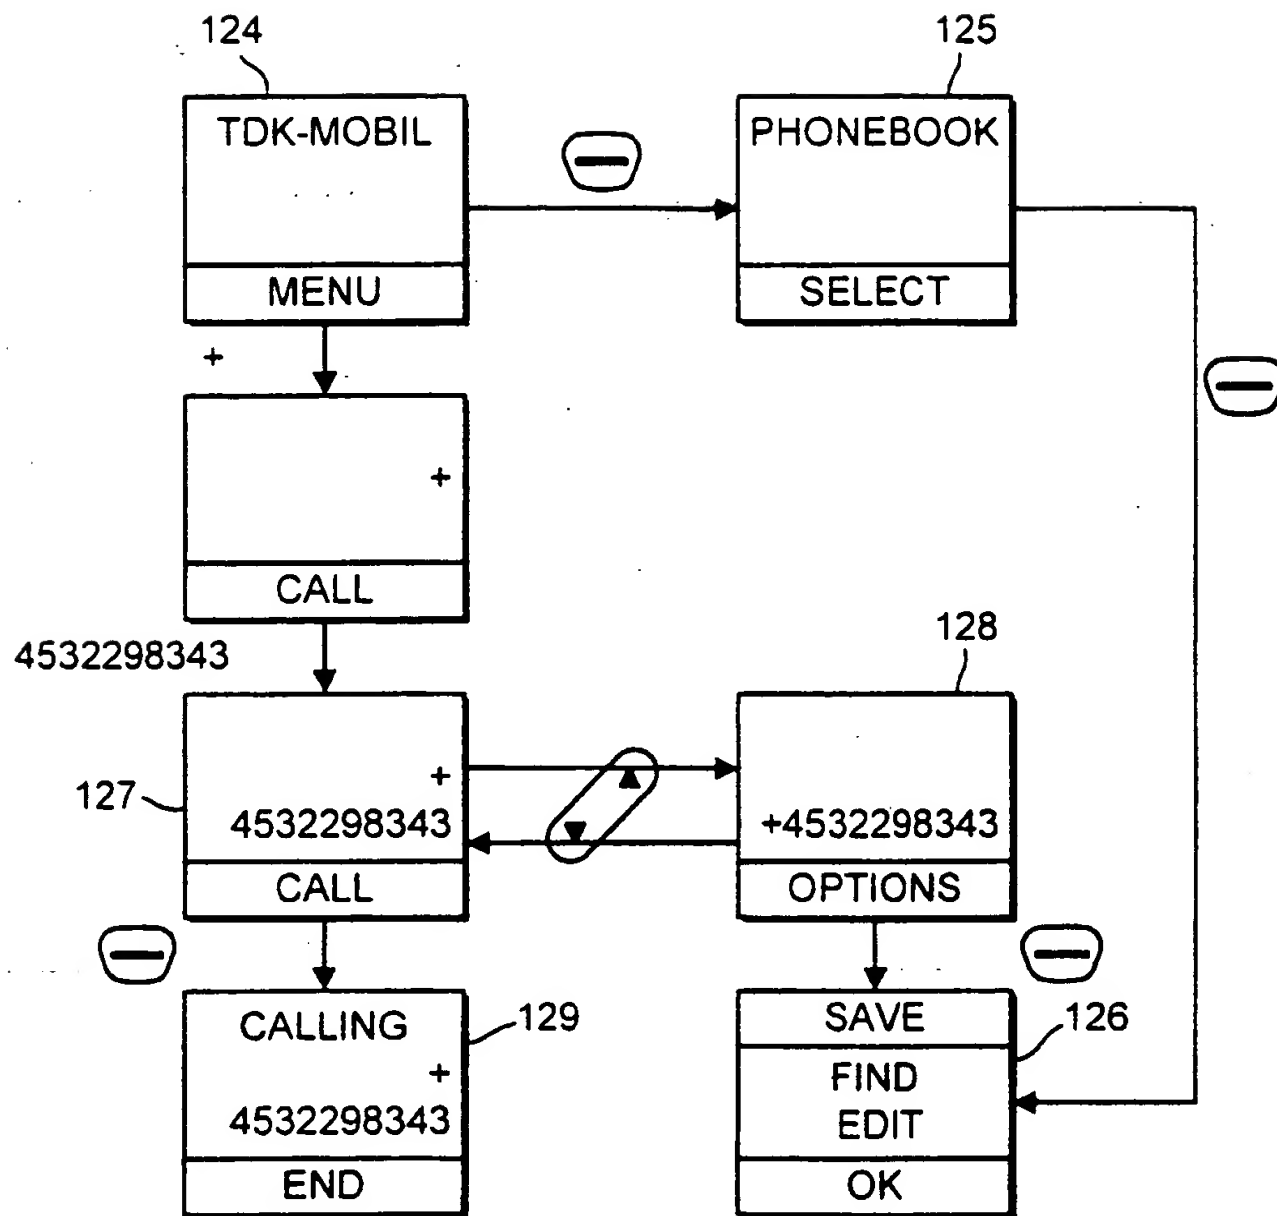 124
125
TDK-MOBIL
PHONEBOOK
MENU
SELECT
+
+
CALL
4532298343
128
127
+
4532298343
+4532298343
CALL
OPTIONS
CALLING
+
4532298343
END
129
SAVE
FIND
EDIT
OK
126